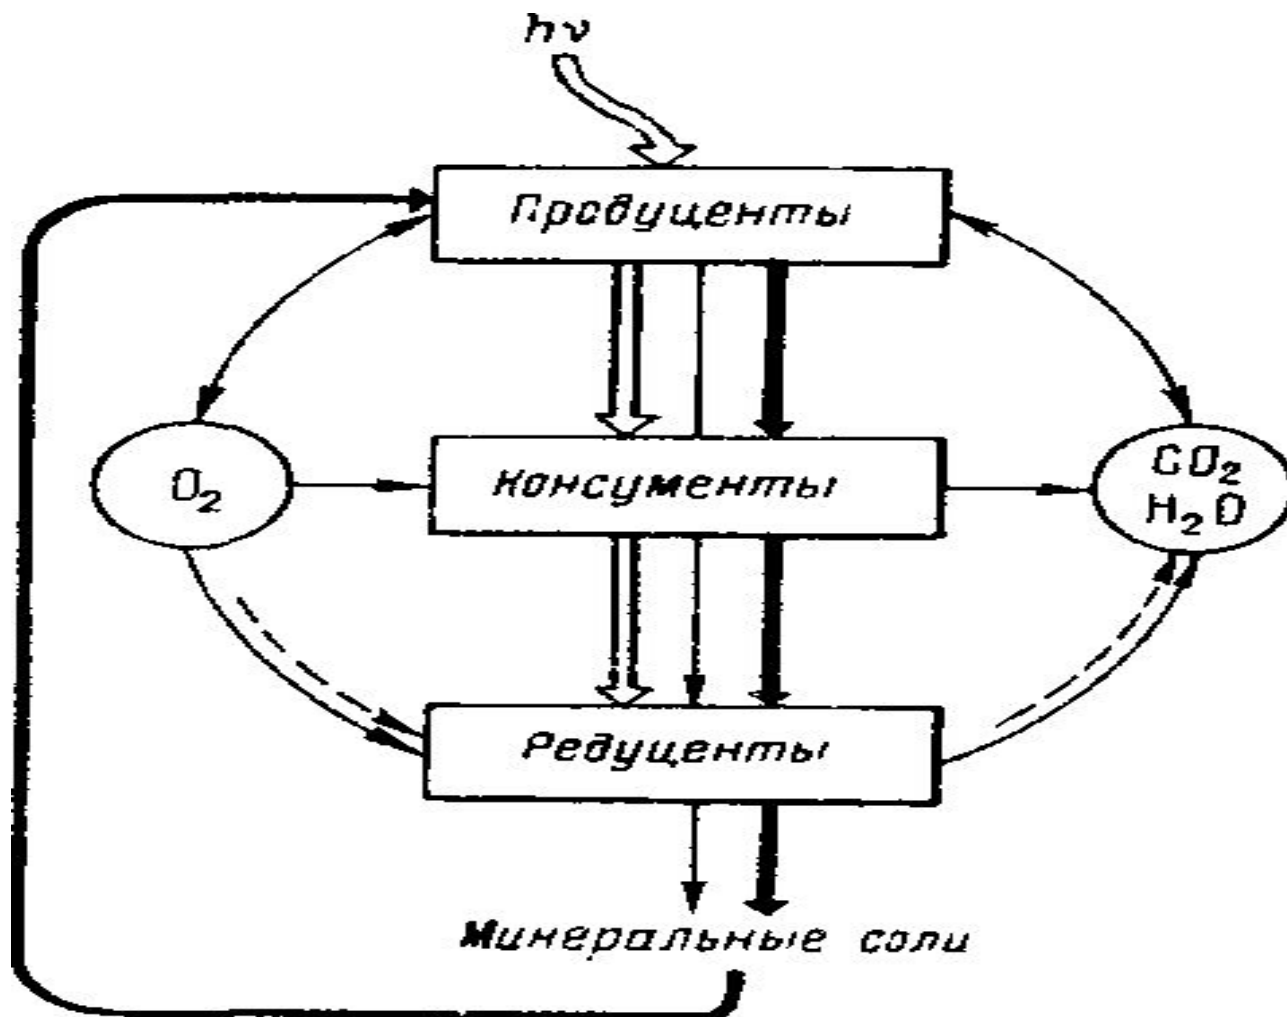 hν
Продуценты
O₂
Консументы
CO₂
H₂O
Редуценты
Минеральные соли